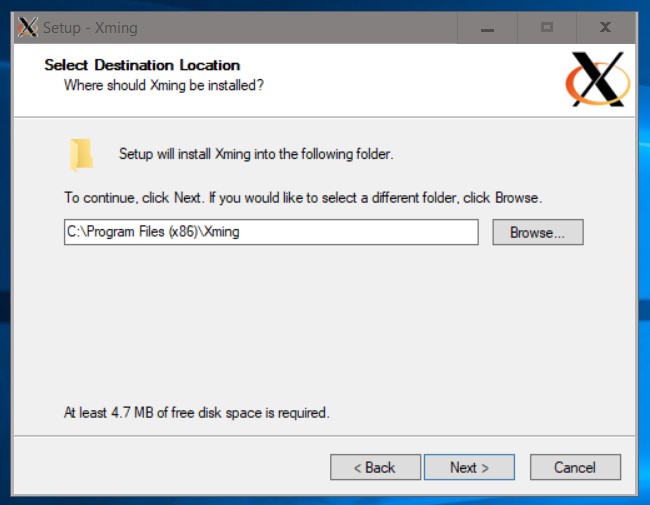 Setup - Xming
Select Destination Location
Where should Xming be installed?
Setup will install Xming into the following folder.
To continue, click Next. If you would like to select a different folder, click Browse.
C:\Program Files (x86)\Xming
Browse...
At least 4.7 MB of free disk space is required.
< Back
Next >
Cancel